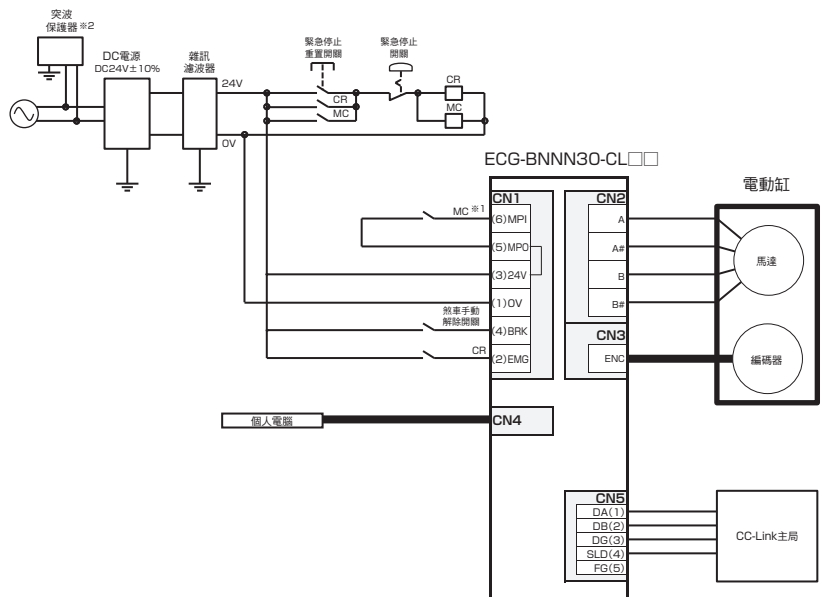 突波
保護器※2
DC電源
DC24V±10%
雜訊
濾波器
24V
0V
緊急停止
重置開關
緊急停止
開關
CR
MC
CR
MC
ECG-BNNN30-CL□□
電動缸
CN1
MC ※1
(6)MPI
(5)MPO
(3)24V
(1)0V
煞車手動
解除開關
(4)BRK
CR
(2)EMG
CN2
A
A#
B
B#
馬達
CN3
ENC
編碼器
個人電腦
CN4
CN5
DA(1)
DB(2)
DG(3)
SLD(4)
FG(5)
CC-Link主局